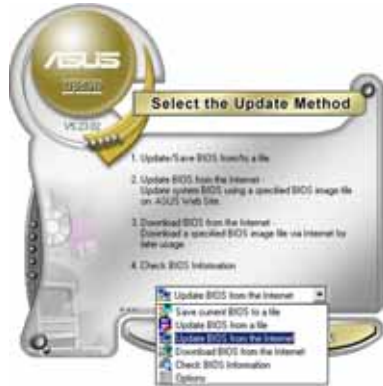 ASUS
Update
Select the Update Method
1. Update/Save BIOS from/to a file
2. Update BIOS from the Internet -
Update system BIOS using a specified BIOS image file
on ASUS Web Site.
3. Download BIOS from the Internet -
Download a specified BIOS image file via Internet for
later usage.
4. Check BIOS Information
Update BIOS from the Internet
Save current BIOS to a file
Update BIOS from a file
Update BIOS from the Internet
Download BIOS from the Internet
Check BIOS Information
Options